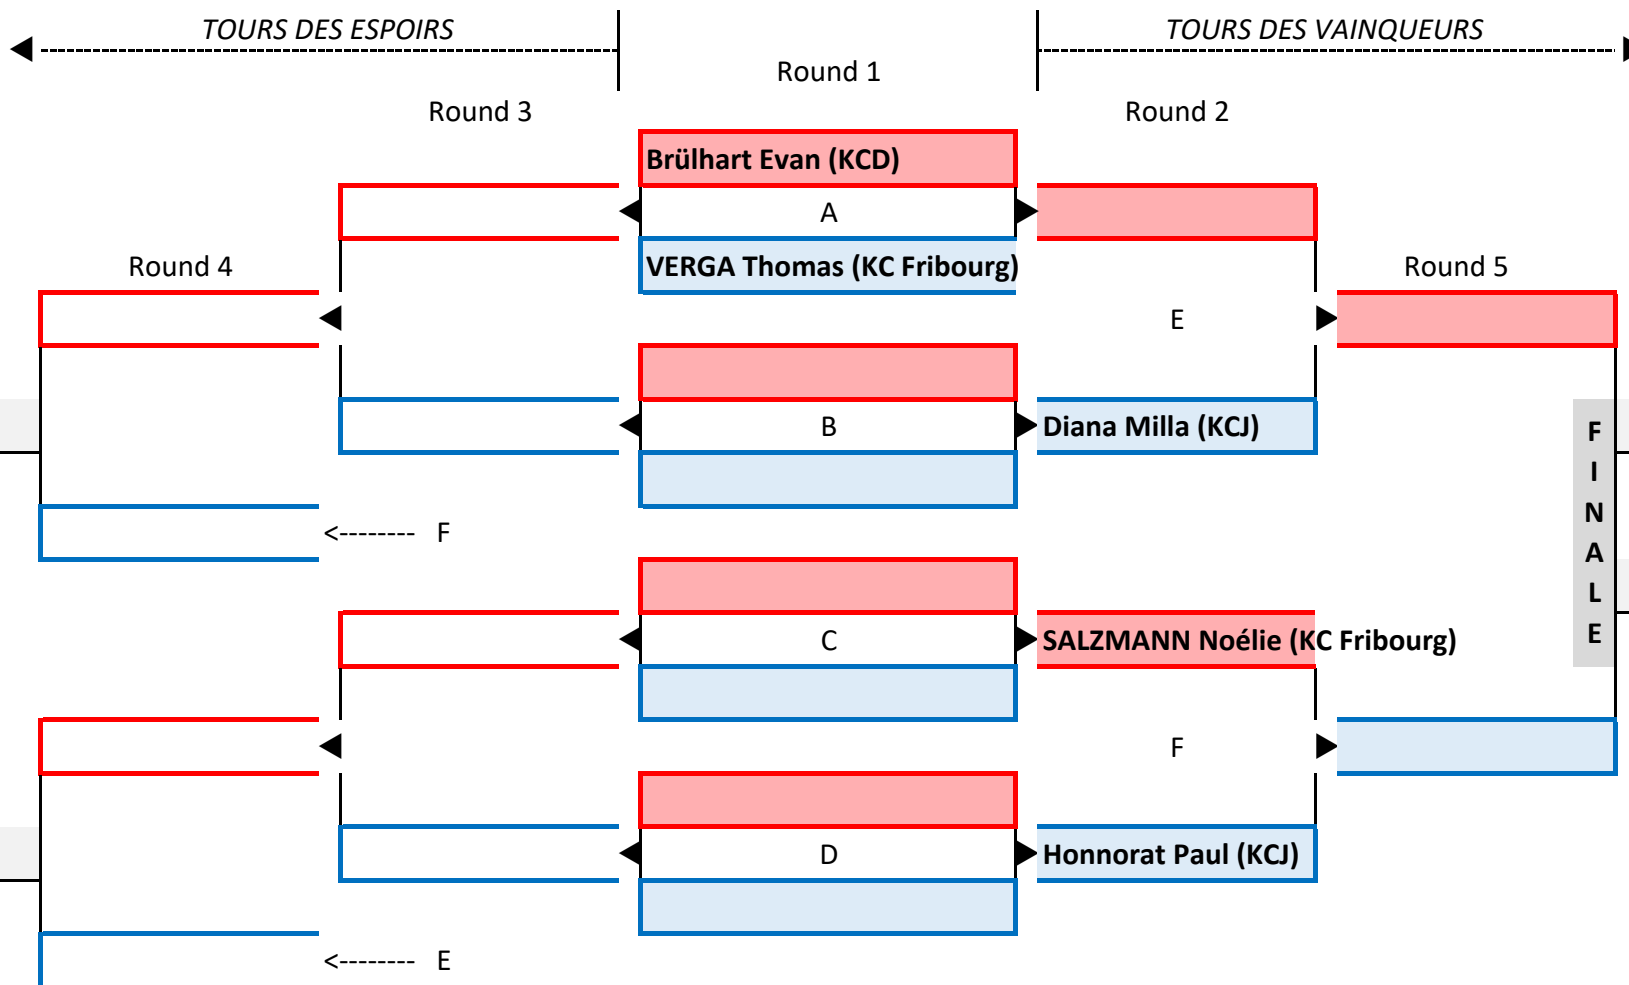 TOURS DES ESPOIRS
TOURS DES VAINQUEURS
Round 1
Round 3
Round 2
Brülhart Evan (KCD)
A
VERGA Thomas (KC Fribourg)
Round 4
Round 5
E
B
Diana Milla (KCJ)
<-------- F
C
SALZMANN Noélie (KC Fribourg)
FINALE
F
D
Honnorat Paul (KCJ)
<-------- E